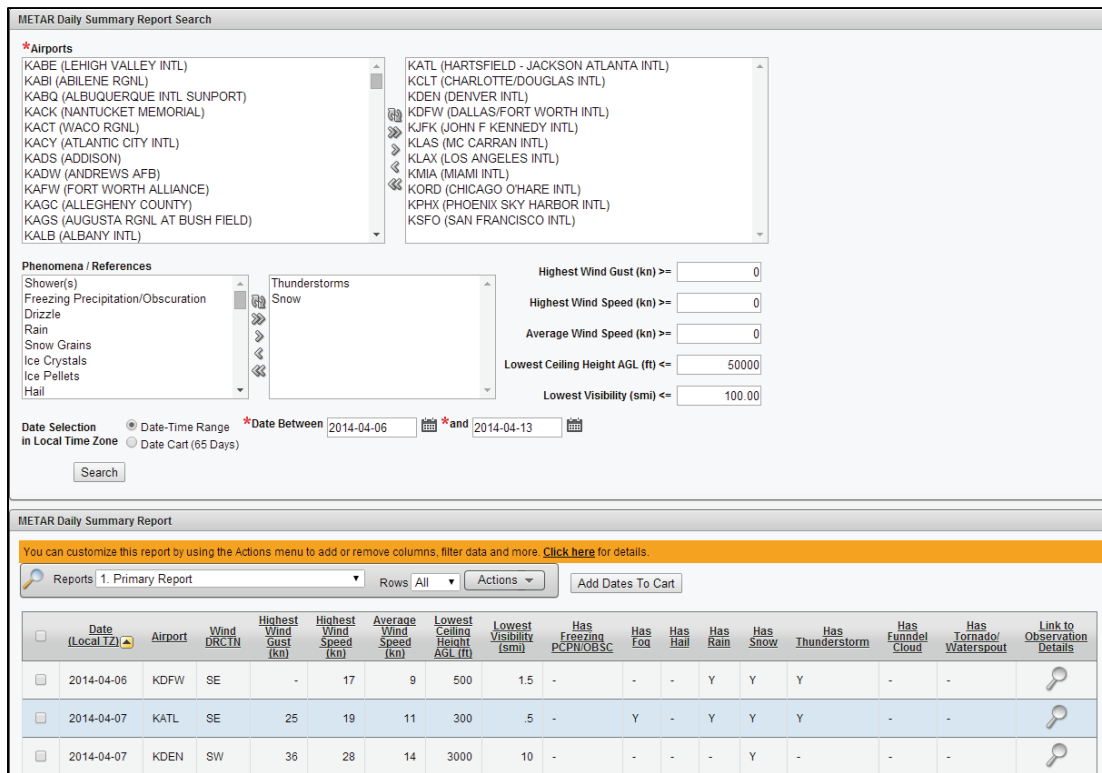 METAR Daily Summary Report Search
*Airports
KABE (LEHIGH VALLEY INTL)
KABI (ABILENE RGNL)
KABQ (ALBUQUERQUE INTL SUNPORT)
KACK (NANTUCKET MEMORIAL)
KACT (WACO RGNL)
KACY (ATLANTIC CITY INTL)
KADS (ADDISON)
KADW (ANDREWS AFB)
KAFW (FORT WORTH ALLIANCE)
KAGC (ALLEGHENY COUNTY)
KAGS (AUGUSTA RGNL AT BUSH FIELD)
KALB (ALBANY INTL)
KATL (HARTSFIELD - JACKSON ATLANTA INTL)
KCLT (CHARLOTTE/DOUGLAS INTL)
KDEN (DENVER INTL)
KDFW (DALLAS/FORT WORTH INTL)
KJFK (JOHN F KENNEDY INTL)
KLAS (MC CARRAN INTL)
KLAX (LOS ANGELES INTL)
KMIA (MIAMI INTL)
KORD (CHICAGO O'HARE INTL)
KPHX (PHOENIX SKY HARBOR INTL)
KSFO (SAN FRANCISCO INTL)
Phenomena / References
Shower(s)
Freezing Precipitation/Obscuration
Drizzle
Rain
Snow Grains
Ice Crystals
Ice Pellets
Hail
Thunderstorms
Snow
Highest Wind Gust (kn) >= 0
Highest Wind Speed (kn) >= 0
Average Wind Speed (kn) >= 0
Lowest Ceiling Height AGL (ft) <= 50000
Lowest Visibility (smi) <= 100.00
Date Selection
in Local Time Zone
Date-Time Range
Date Cart (65 Days)
*Date Between 2014-04-06 *and 2014-04-13
Search
METAR Daily Summary Report
You can customize this report by using the Actions menu to add or remove columns, filter data and more. Click here for details.
Reports 1. Primary Report Rows All Actions Add Dates To Cart
Date (Local TZ) Airport Wind DRCTN Highest Wind Gust (kn) Highest Wind Speed (kn) Average Wind Speed (kn) Lowest Ceiling Height AGL (ft) Lowest Visibility (smi) Has Freezing PCPN/OBSC Has Fog Has Hail Has Rain Has Snow Has Thunderstorm Has Funndel Cloud Has Tornado/ Waterspout Link to Observation Details
2014-04-06 KDFW SE - 17 9 500 1.5 - - - Y Y Y - -
2014-04-07 KATL SE 25 19 11 300 .5 - Y - Y Y Y - -
2014-04-07 KDEN SW 36 28 14 3000 10 - - - - Y - - -